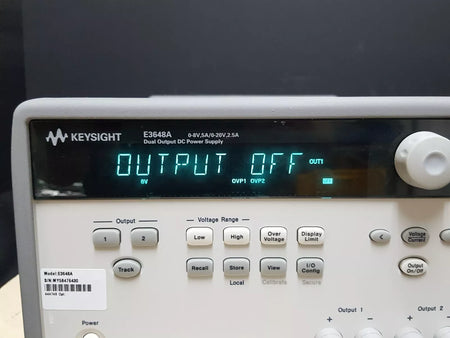 KEYSIGHT E3648A 0-8V,5A/0-20V,2.5A
Dual Output DC Power Supply
OUTPUT OFF OUT1
8V OVP1 OVP2
Output
1 2
Track
Voltage Range
Low High
Over Voltage
Display Limit
Recall Store View I/O Config
Local Calibrate Secure
Voltage Current
Output On/Off
Model E3648A
Power
Output 1 Output 2
+ - + -